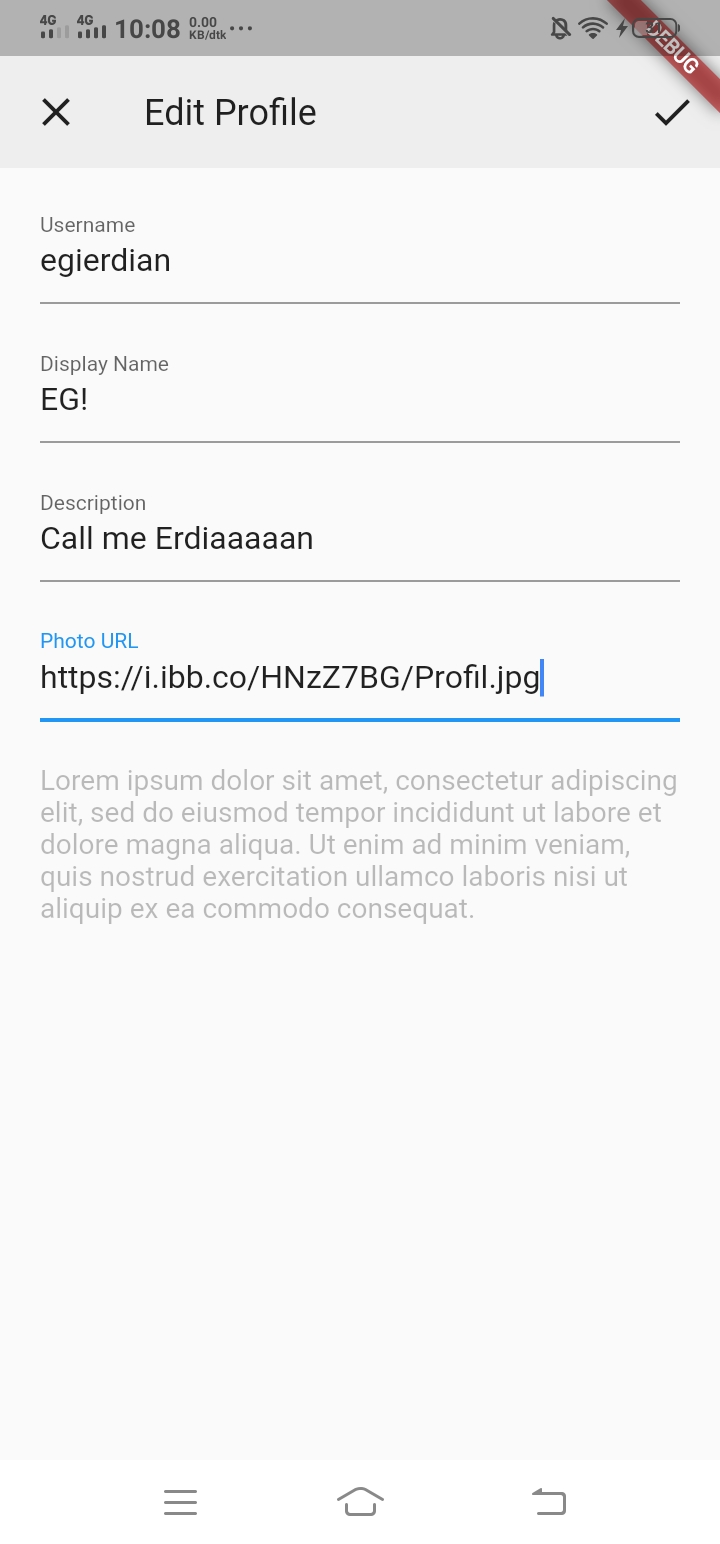 4G 4G 10:08 0.00 KB/dtk ...
DEBUG
Edit Profile
Username
egierdian
Display Name
EG!
Description
Call me Erdiaaaaan
Photo URL
https://i.ibb.co/HNzZ7BG/Profil.jpg
Lorem ipsum dolor sit amet, consectetur adipiscing
elit, sed do eiusmod tempor incididunt ut labore et
dolore magna aliqua. Ut enim ad minim veniam,
quis nostrud exercitation ullamco laboris nisi ut
aliquip ex ea commodo consequat.